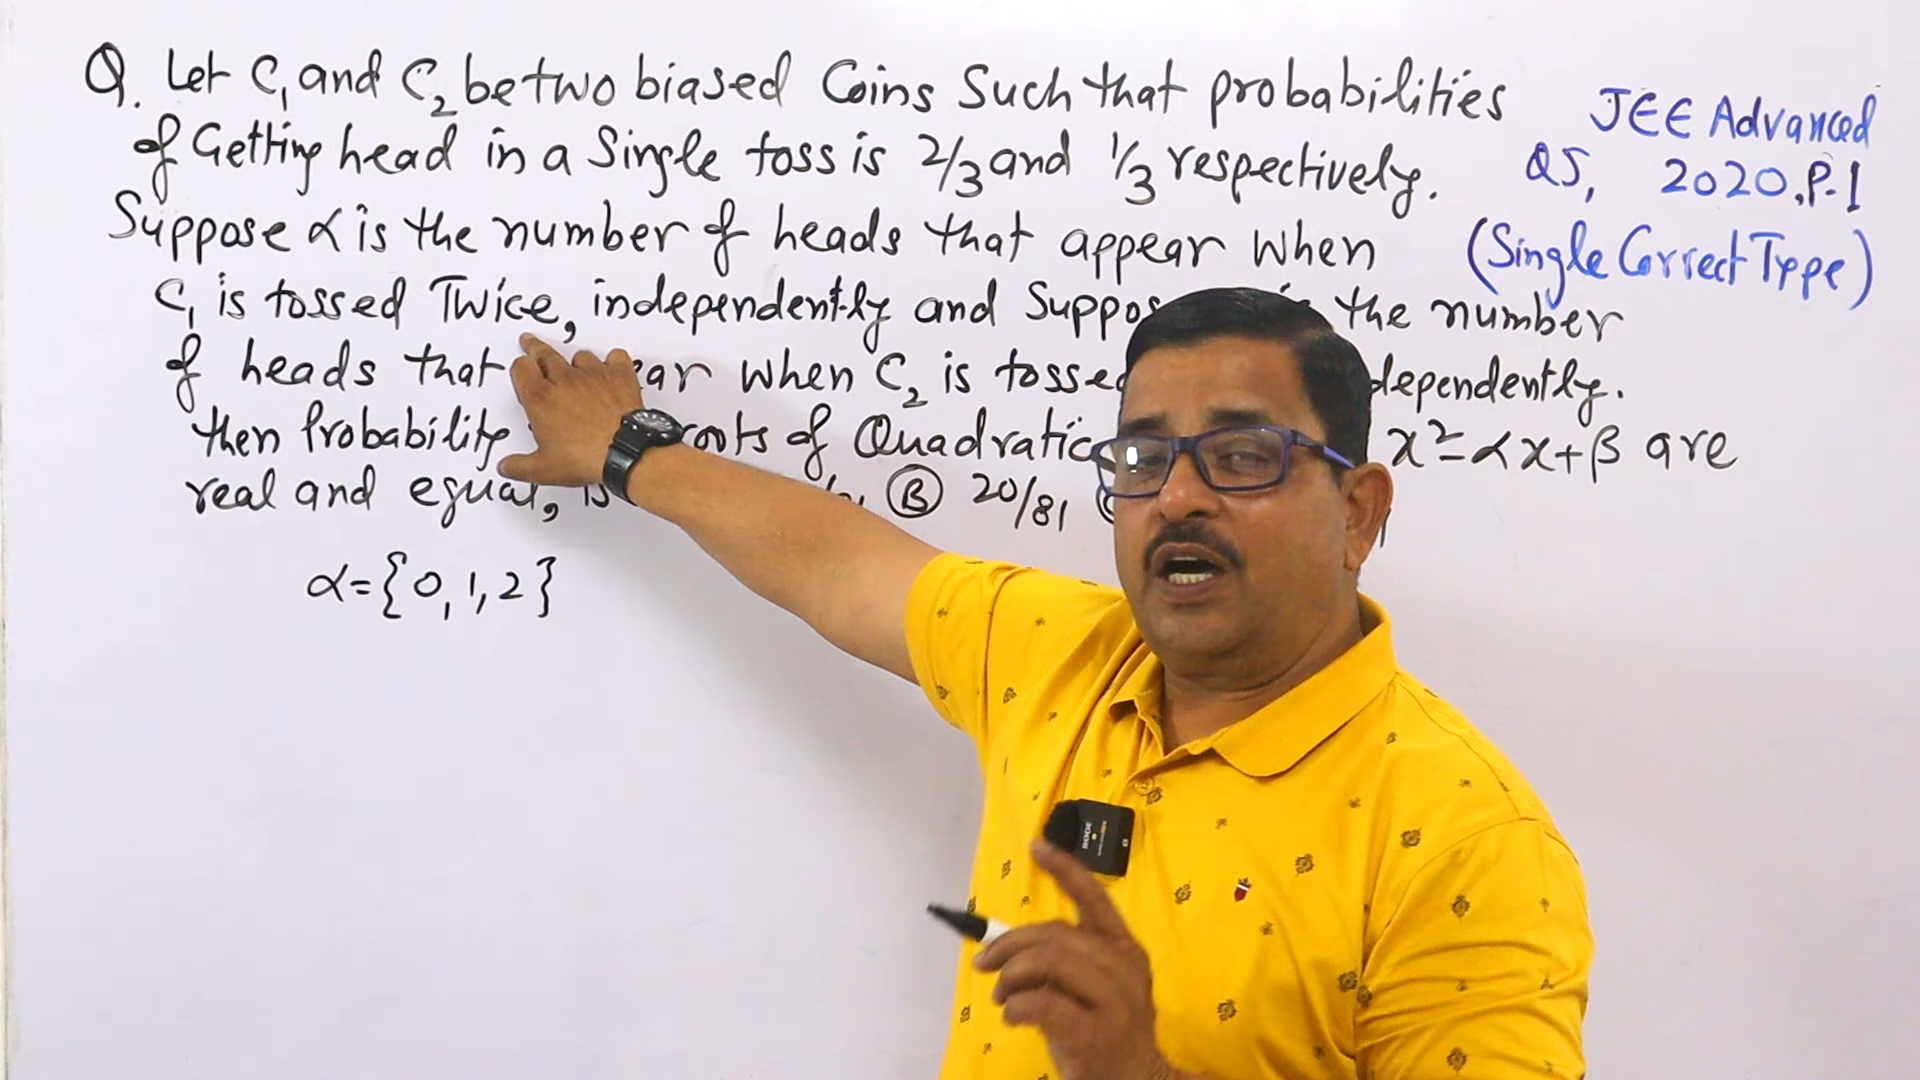 Q. Let C₁ and C₂ be two biased Coins Such that probabilities
of Getting head in a Single toss is 2/3 and 1/3 respectively.
Suppose α is the number of heads that appear when
C₁ is tossed Twice, independently and Suppos the number
of heads that ear when C₂ is tosse dependently.
then Probability roots of Quadratic x²-αx+β are
real and equal, is Ⓑ 20/81
JEE Advanced
Q5, 2020.P-1
(Single Correct Type)
α={0,1,2}
RODE